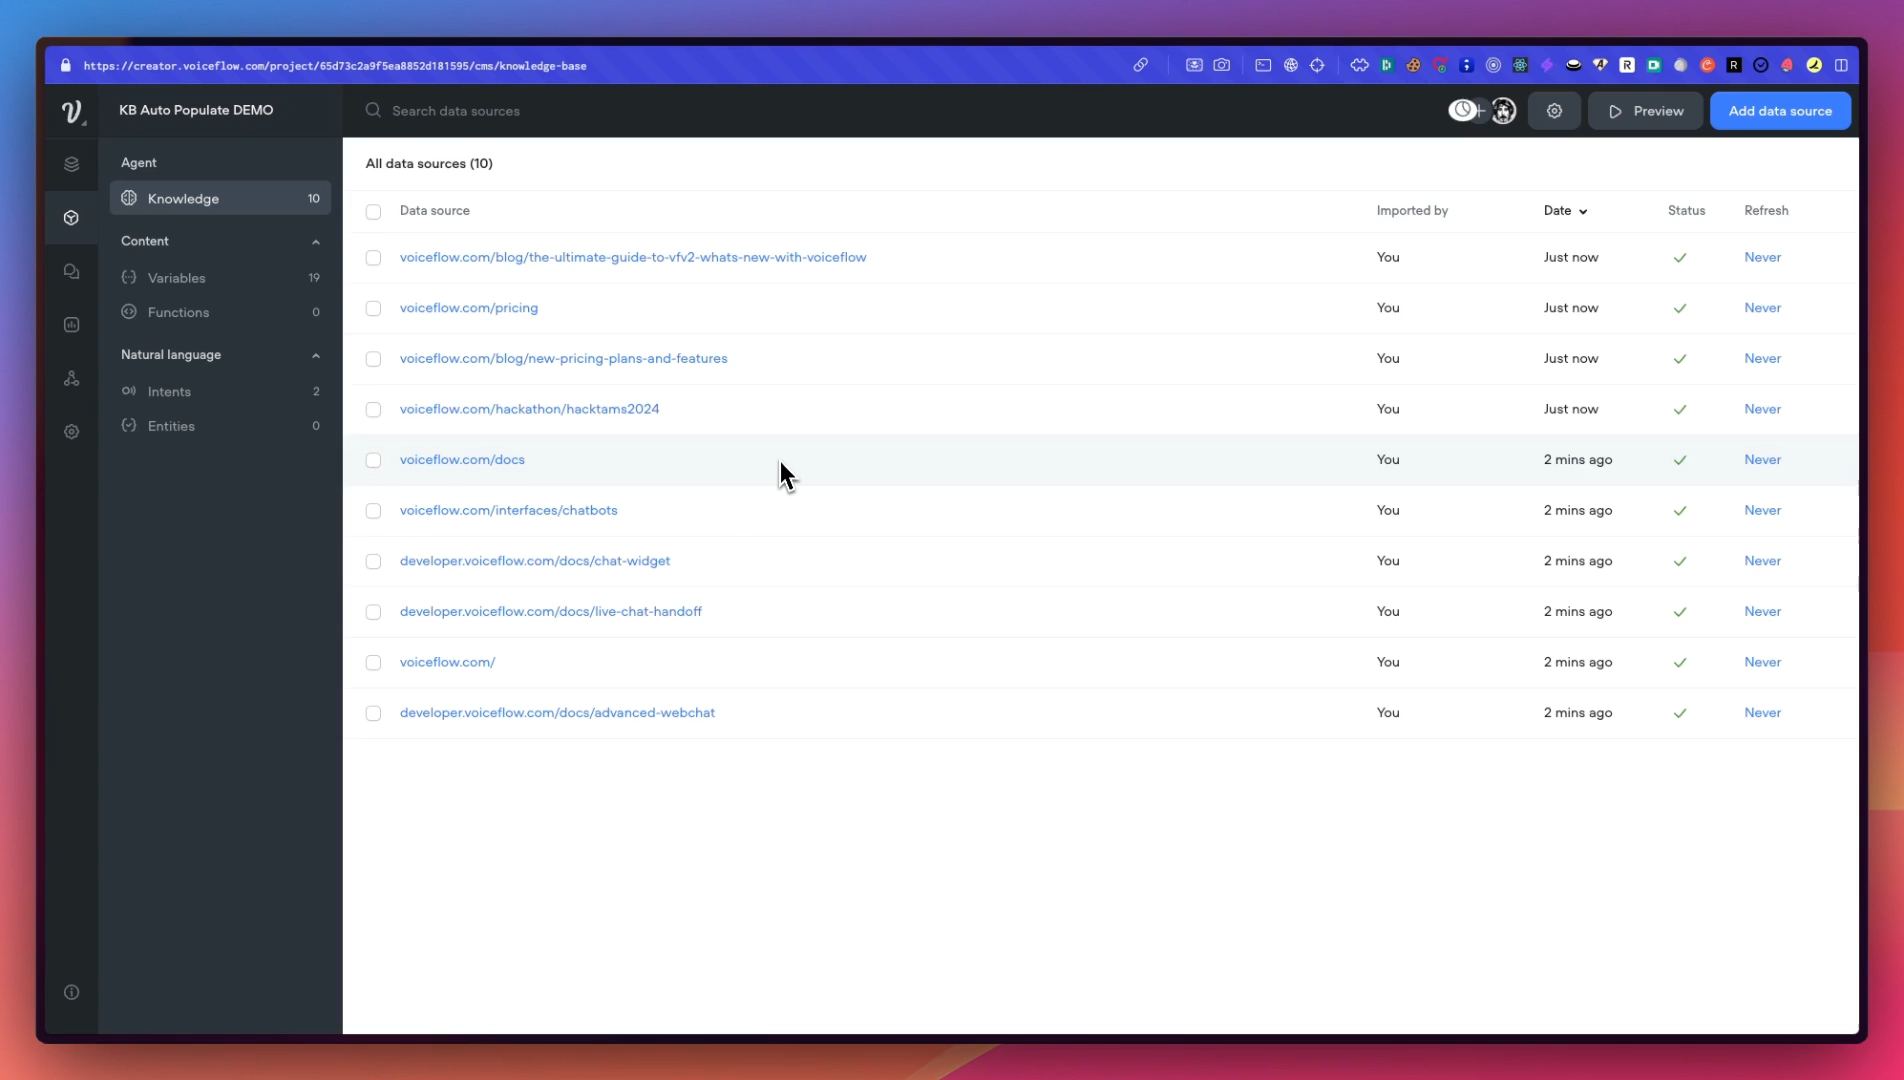 https://creator.voiceflow.com/project/65d73c2a9f5ea8852d181595/cms/knowledge-base
KB Auto Populate DEMO
Search data sources
Preview
Add data source
Agent
Knowledge 10
Content
Variables 19
Functions 0
Natural language
Intents 2
Entities 0
All data sources (10)
Data source Imported by Date Status Refresh
voiceflow.com/blog/the-ultimate-guide-to-vfv2-whats-new-with-voiceflow You Just now Never
voiceflow.com/pricing You Just now Never
voiceflow.com/blog/new-pricing-plans-and-features You Just now Never
voiceflow.com/hackathon/hacktams2024 You Just now Never
voiceflow.com/docs You 2 mins ago Never
voiceflow.com/interfaces/chatbots You 2 mins ago Never
developer.voiceflow.com/docs/chat-widget You 2 mins ago Never
developer.voiceflow.com/docs/live-chat-handoff You 2 mins ago Never
voiceflow.com/ You 2 mins ago Never
developer.voiceflow.com/docs/advanced-webchat You 2 mins ago Never